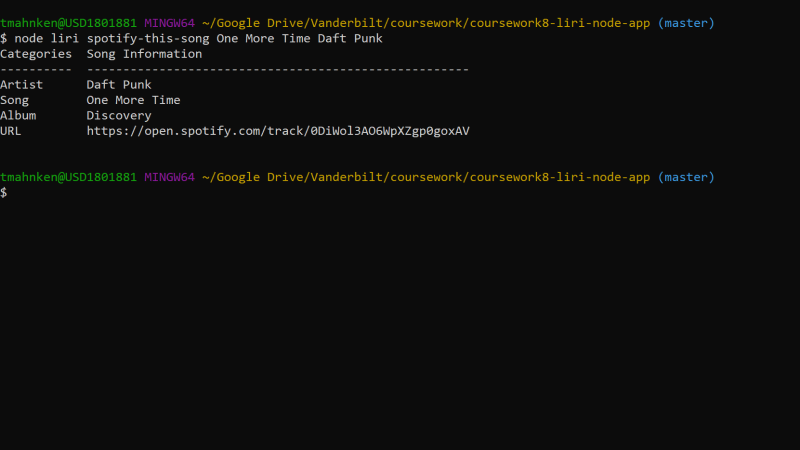 tmahnken@USD1801881 MINGW64 ~/Google Drive/Vanderbilt/coursework/coursework8-liri-node-app (master)
$ node liri spotify-this-song One More Time Daft Punk
Categories  Song Information
----------  -----------------------------------------------------
Artist      Daft Punk
Song        One More Time
Album       Discovery
URL         https://open.spotify.com/track/0DiWol3AO6WpXZgp0goxAV
tmahnken@USD1801881 MINGW64 ~/Google Drive/Vanderbilt/coursework/coursework8-liri-node-app (master)
$